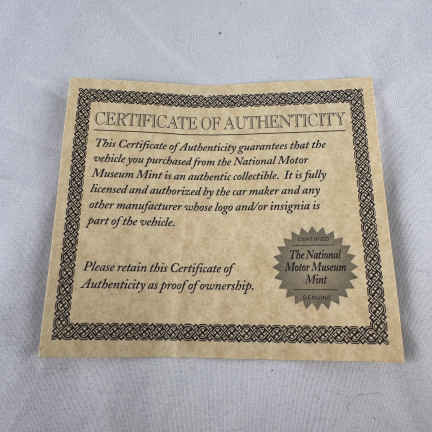 CERTIFICATE OF AUTHENTICITY
This Certificate of Authenticity guarantees that the
vehicle you purchased from the National Motor
Museum Mint is an authentic collectible. It is fully
licensed and authorized by the car maker and any
other manufacturer whose logo and/or insignia is
part of the vehicle.
Please retain this Certificate of
Authenticity as proof of ownership.
CERTIFIED
The National
Motor Museum
Mint
GENUINE